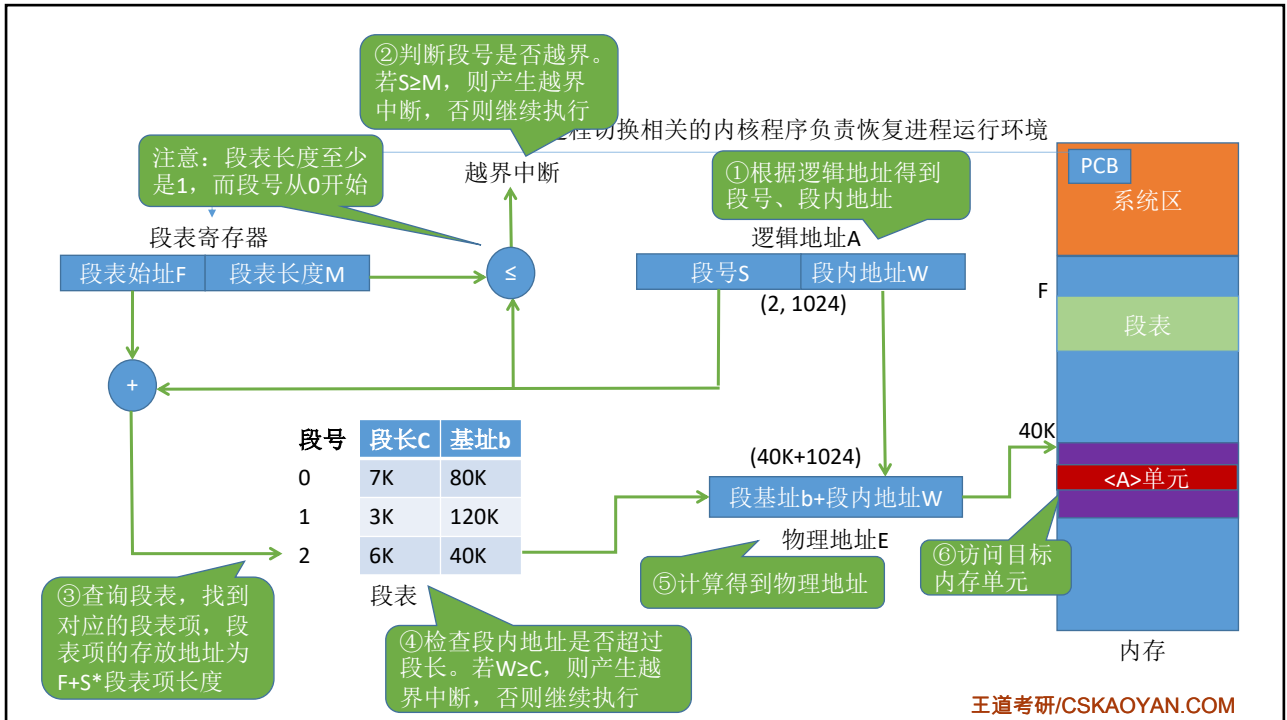 ②判断段号是否越界。
若S≥M，则产生越界
中断，否则继续执行
程切换相关的内核程序负责恢复进程运行环境
注意：段表长度至少
是1，而段号从0开始
越界中断
①根据逻辑地址得到
段号、段内地址
PCB
系统区
段表寄存器
逻辑地址A
段表始址F
段表长度M
≤
段号S
段内地址W
(2, 1024)
F
段表
+
段号
段长C
基址b
0
7K
80K
1
3K
120K
2
6K
40K
段表
(40K+1024)
段基址b+段内地址W
物理地址E
40K
<A>单元
③查询段表，找到
对应的段表项，段
表项的存放地址为
F+S*段表项长度
④检查段内地址是否超过
段长。若W≥C，则产生越
界中断，否则继续执行
⑤计算得到物理地址
⑥访问目标
内存单元
内存
王道考研/CSKAOYAN.COM